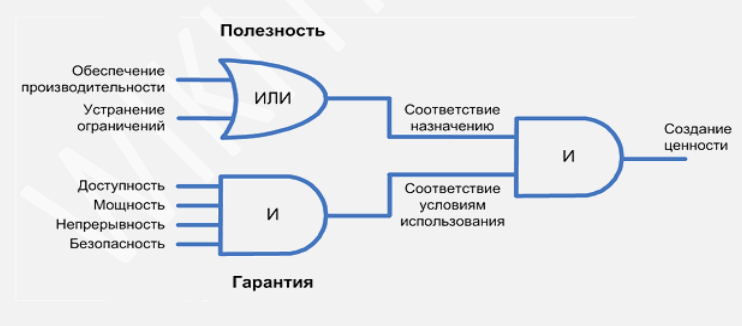 Полезность
Обеспечение
производительности
Устранение
ограничений
ИЛИ
Соответствие
назначению
И
Создание
ценности
Доступность
Мощность
Непрерывность
Безопасность
И
Соответствие
условиям
использования
Гарантия